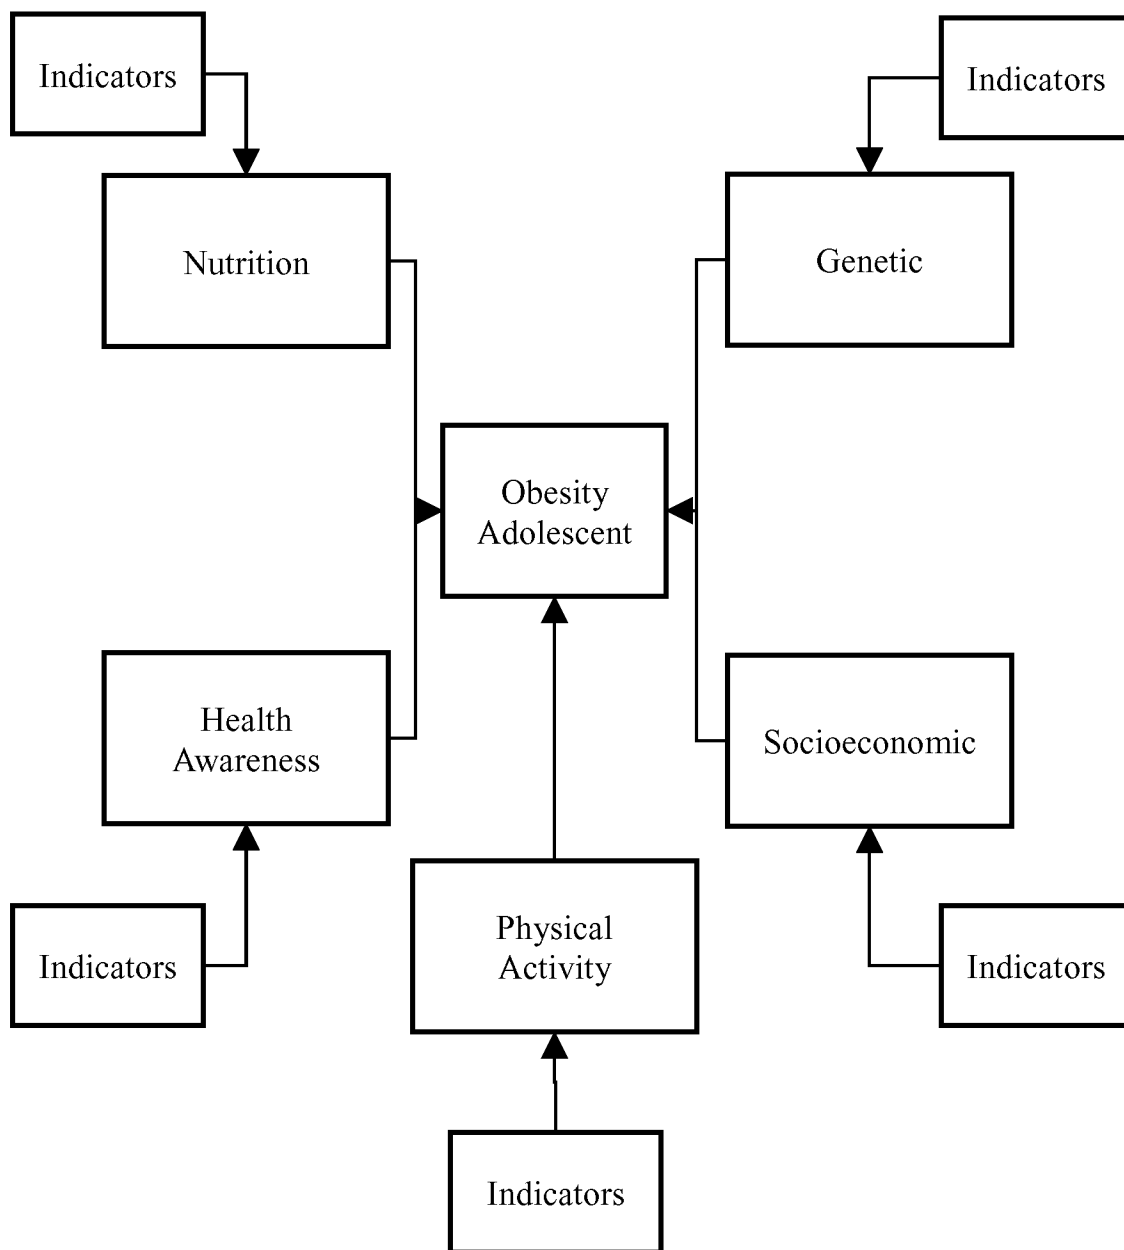 Indicators
Indicators
Nutrition
Genetic
Obesity
Adolescent
Health
Awareness
Socioeconomic
Physical
Activity
Indicators
Indicators
Indicators